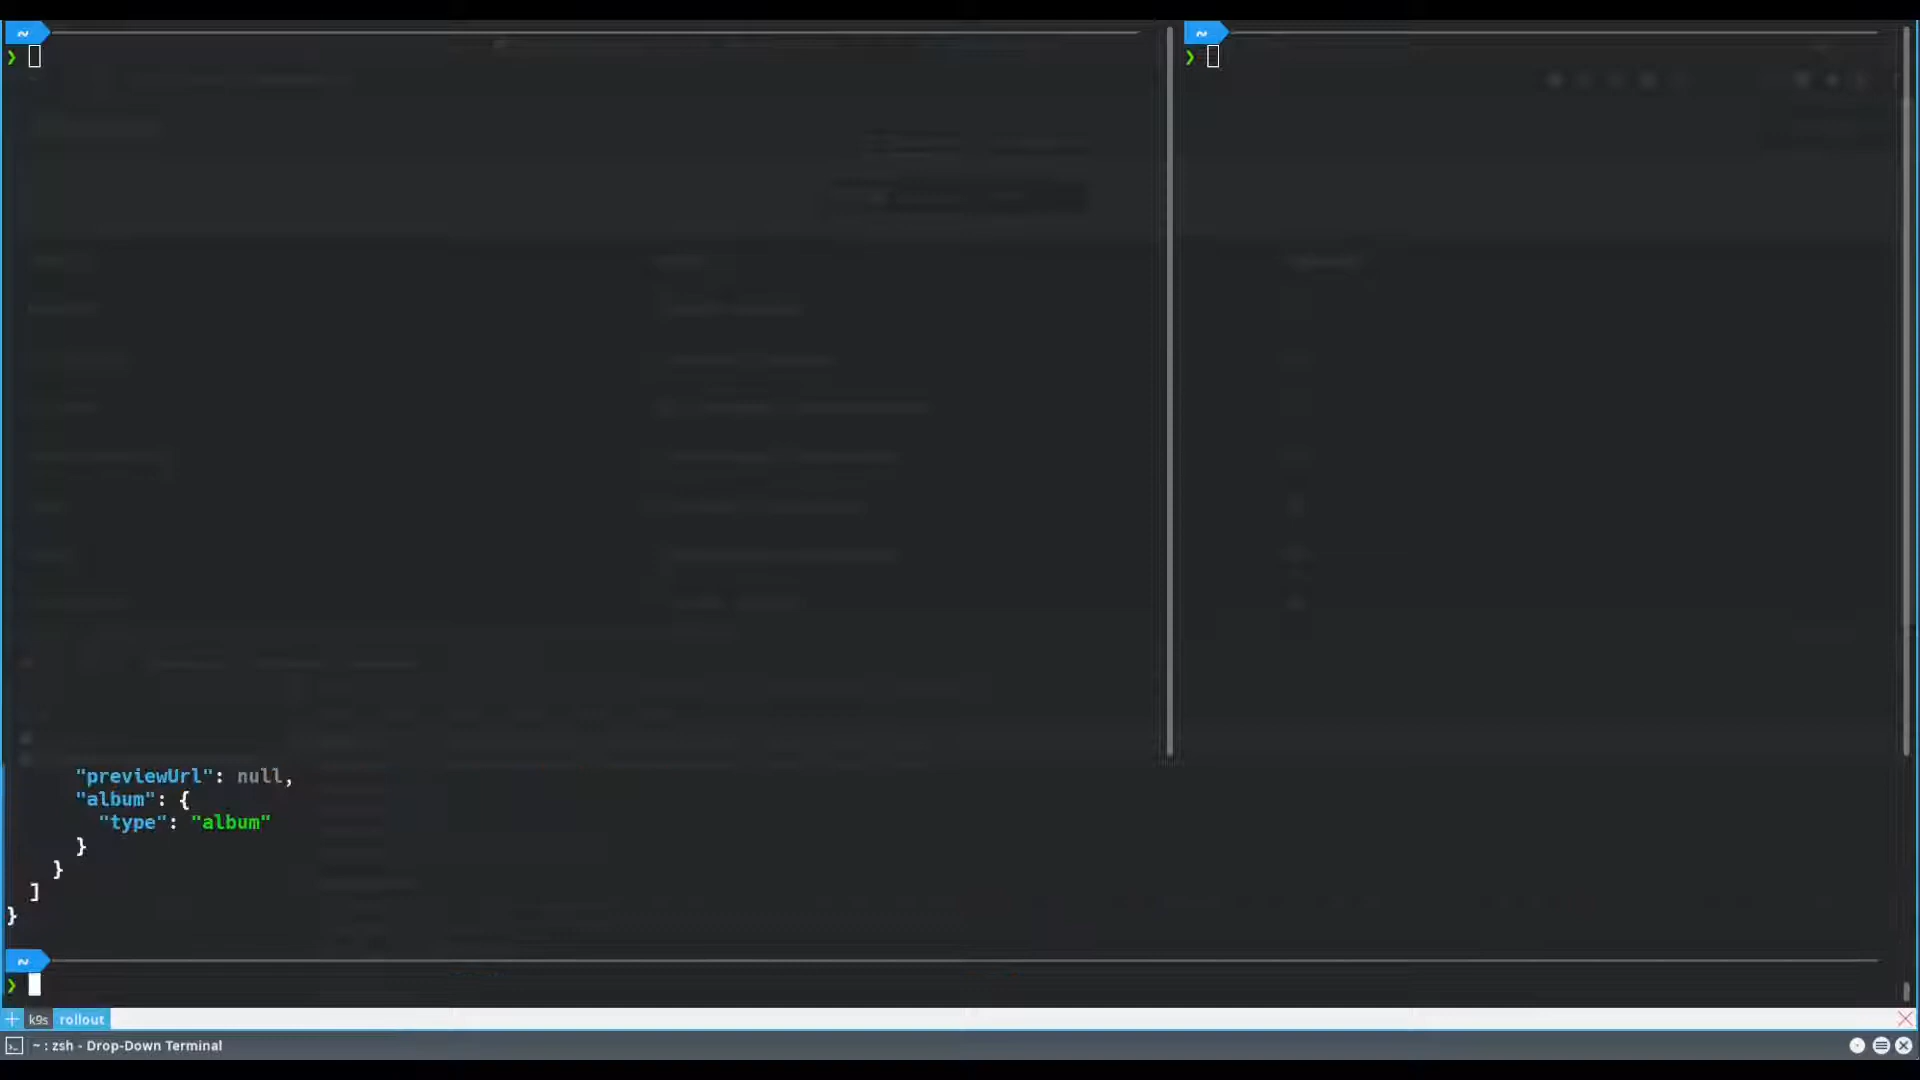 ~
❯
~
❯
"previewUrl": null,
"album": {
"type": "album"
}
}
]
}
~
❯
k9s rollout
~ : zsh - Drop-Down Terminal